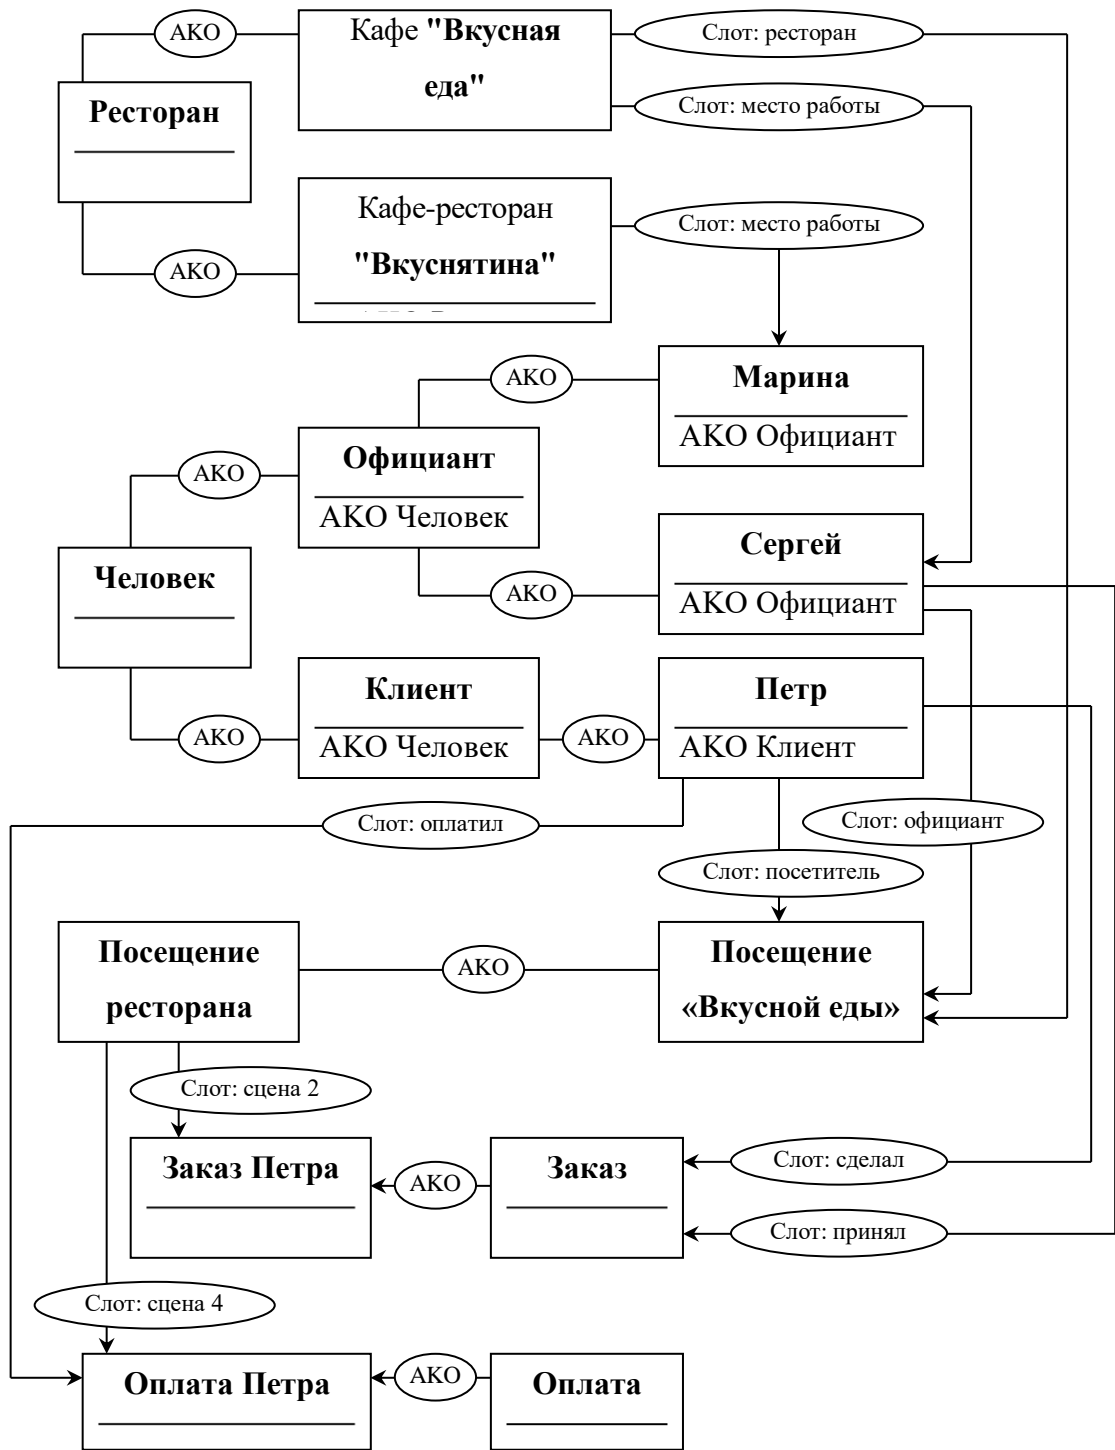 АКО
Кафе "Вкусная
еда"
Слот: ресторан
Ресторан
Слот: место работы
Кафе-ресторан
"Вкуснятина"
Слот: место работы
АКО
АКО
Марина
АКО Официант
Официант
АКО Человек
АКО
Человек
Сергей
АКО Официант
АКО
Клиент
АКО Человек
АКО
АКО
Петр
АКО Клиент
Слот: оплатил
Слот: официант
Слот: посетитель
Посещение
ресторана
АКО
Посещение
«Вкусной еды»
Слот: сцена 2
Заказ Петра
АКО
Заказ
Слот: сделал
Слот: принял
Слот: сцена 4
Оплата Петра
АКО
Оплата